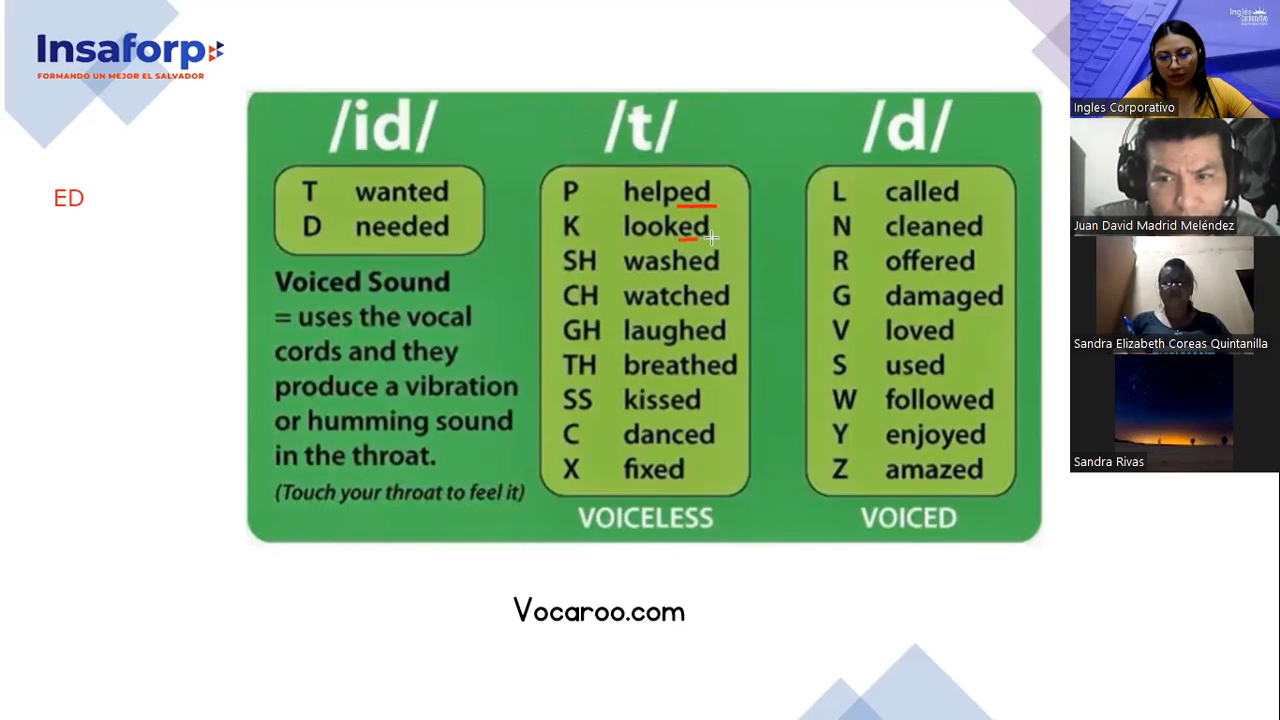 Insaforp
FORMANDO UN MEJOR EL SALVADOR
ED
/id/
T wanted
D needed
Voiced Sound
= uses the vocal
cords and they
produce a vibration
or humming sound
in the throat.
(Touch your throat to feel it)
/t/
P helped
K looked
SH washed
CH watched
GH laughed
TH breathed
SS kissed
C danced
X fixed
VOICELESS
/d/
L called
N cleaned
R offered
G damaged
V loved
S used
W followed
Y enjoyed
Z amazed
VOICED
Vocaroo.com
Inglés
corporativo
Ingles Corporativo
Juan David Madrid Meléndez
Sandra Elizabeth Coreas Quintanilla
Sandra Rivas